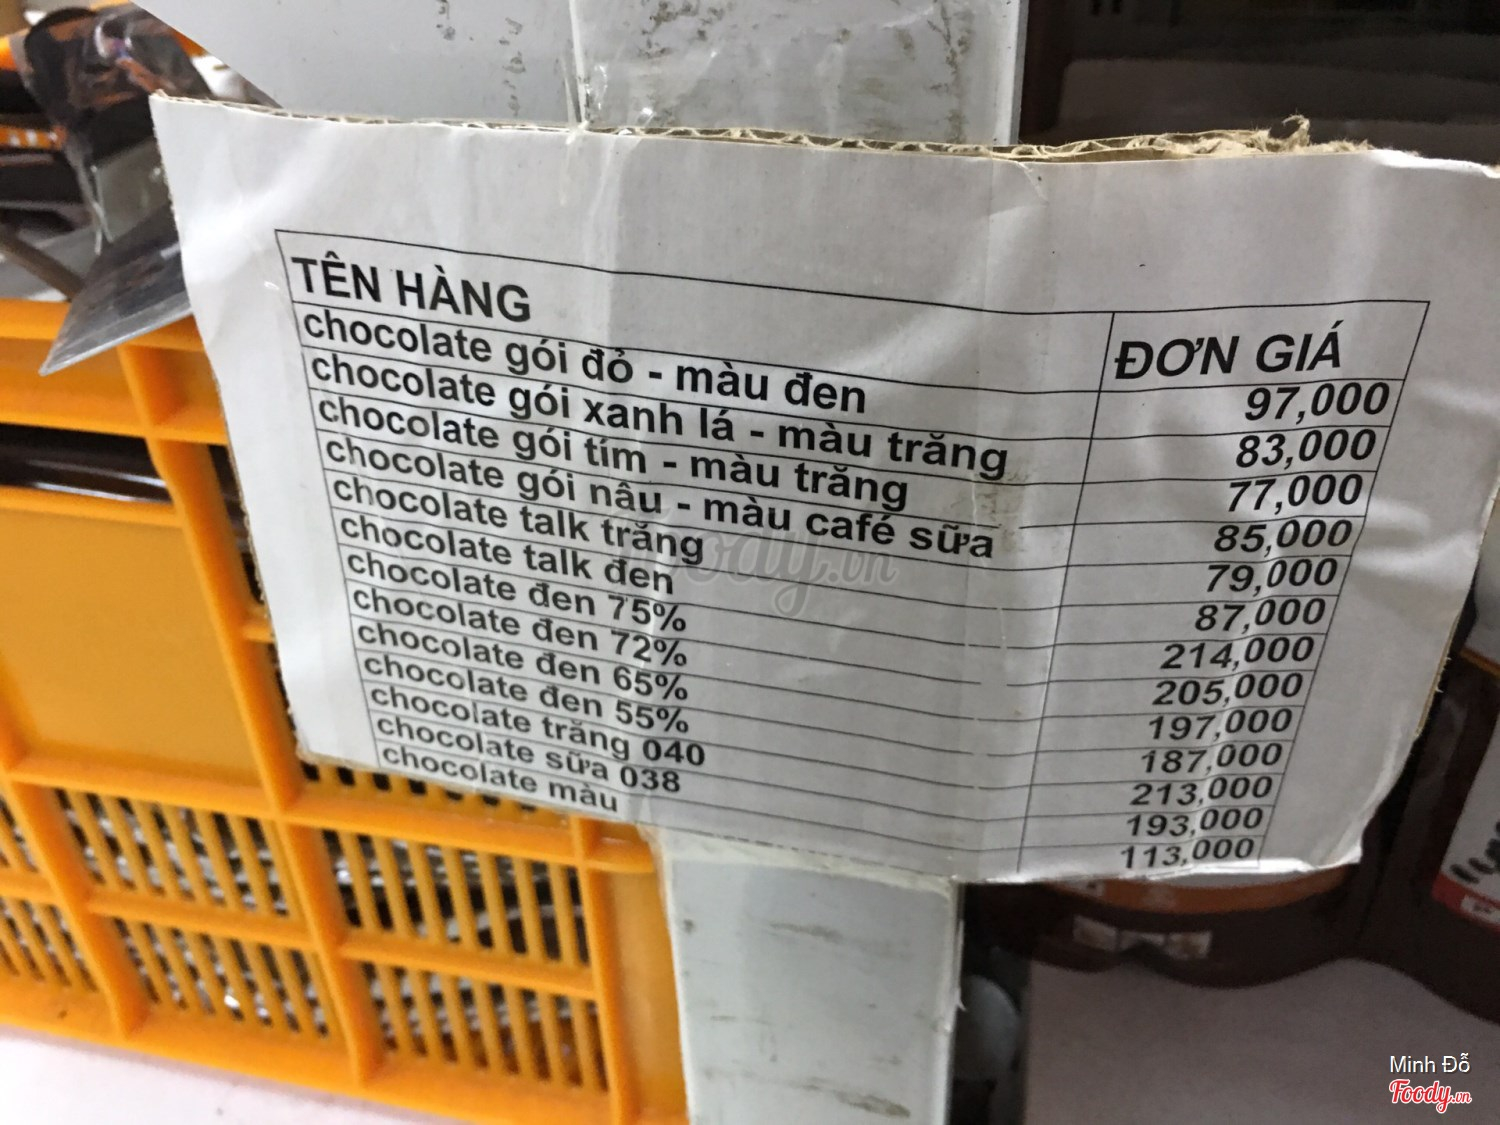 TÊN HÀNG ĐƠN GIÁ
chocolate gói đỏ - màu đen 97,000
chocolate gói xanh lá - màu trăng 83,000
chocolate gói tím - màu trăng 77,000
chocolate gói nâu - màu café sữa 85,000
chocolate talk trăng 79,000
chocolate talk đen 87,000
chocolate đen 75% 214,000
chocolate đen 72% 205,000
chocolate đen 65% 197,000
chocolate đen 55% 187,000
chocolate trăng 040 213,000
chocolate sữa 038 193,000
chocolate màu 113,000
foody.vn
Minh Đỗ
Foody.vn